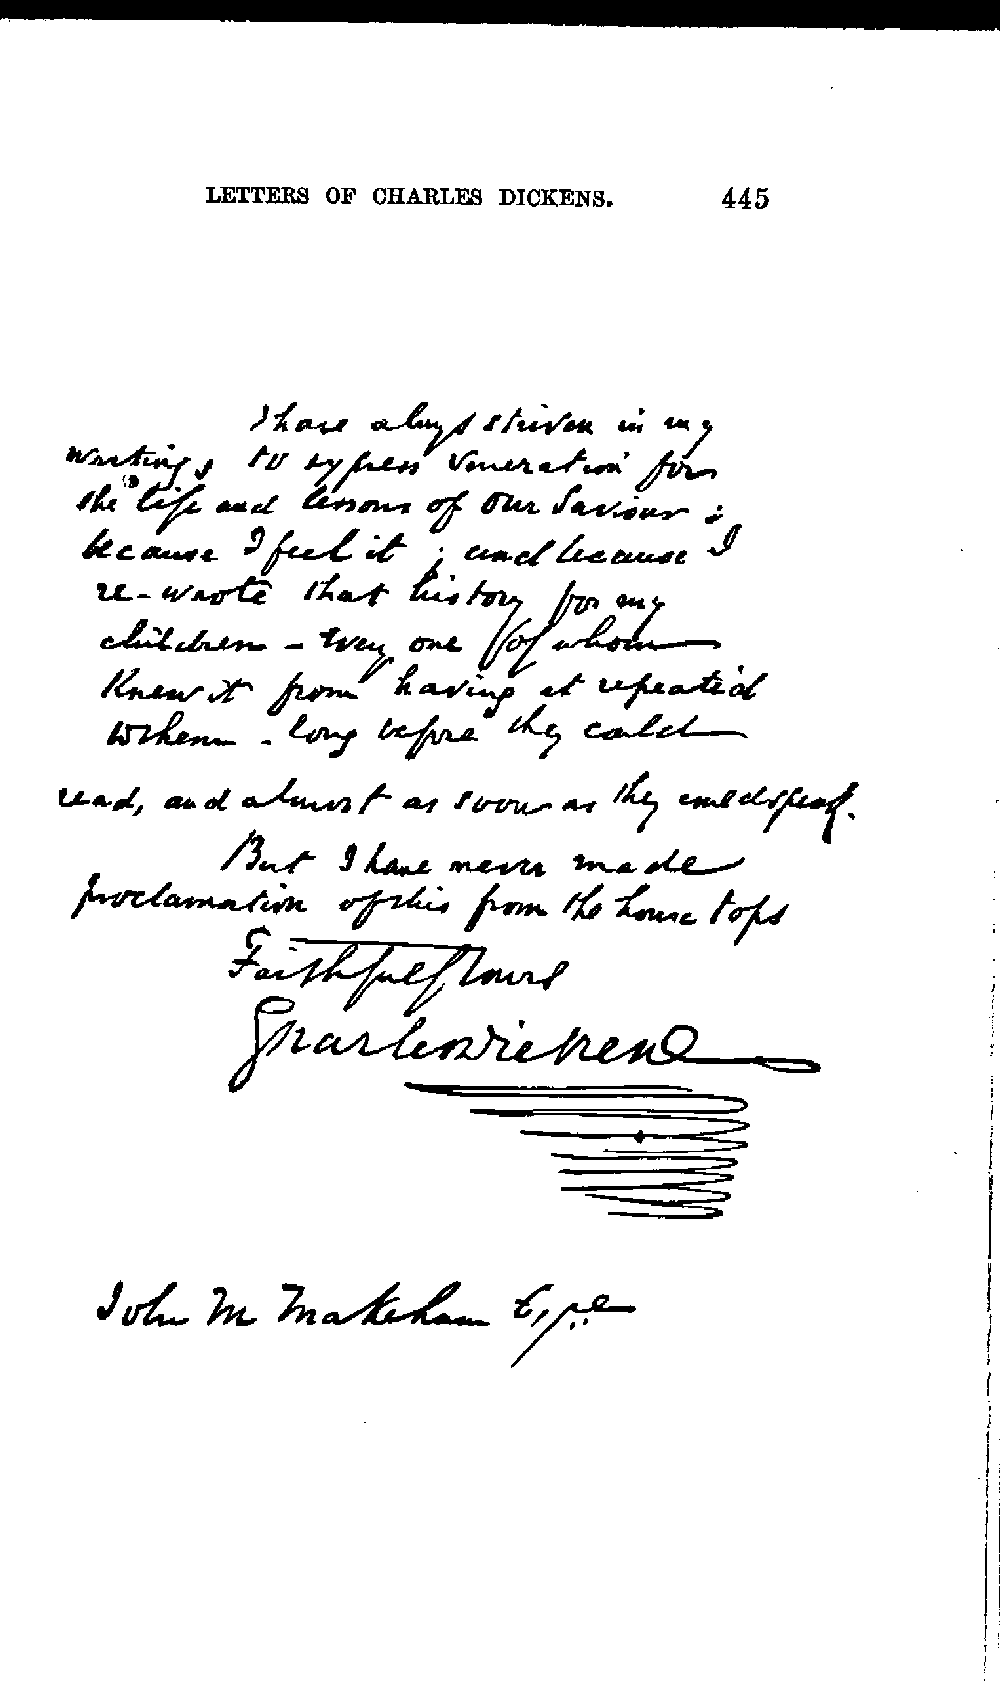 LETTERS OF CHARLES DICKENS. 445
I have always striven in my
writings to express veneration for
the life and lessons of Our Saviour;
because I feel it; and because I
re-wrote that history for my
children - every one of whom
Knew it from having it repeated
to them - long before they could
read, and almost as soon as they could speak.
But I have never made
proclamation of this from the house tops
Faithfully Yours
Charles Dickens
John M Makeham Esqre